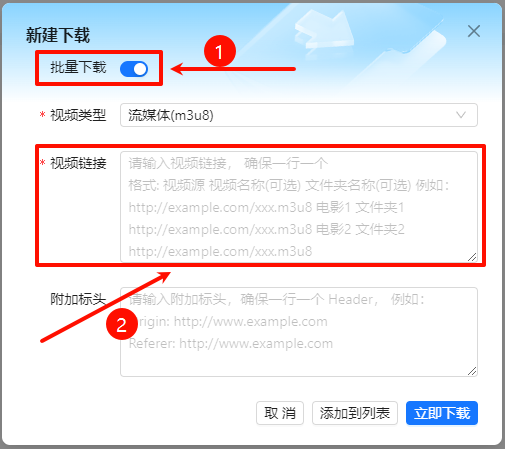 新建下载
批量下载
1
* 视频类型 流媒体(m3u8)
* 视频链接 请输入视频链接， 确保一行一个
格式: 视频源 视频名称(可选) 文件夹名称(可选) 例如：
http://example.com/xxx.m3u8 电影1 文件夹1
http://example.com/xxx.m3u8 电影2 文件夹2
http://example.com/xxx.m3u8
附加标头 请输入附加标头，确保一行一个 Header， 例如：
2
Origin: http://www.example.com
Referer: http://www.example.com
取 消 添加到列表 立即下载